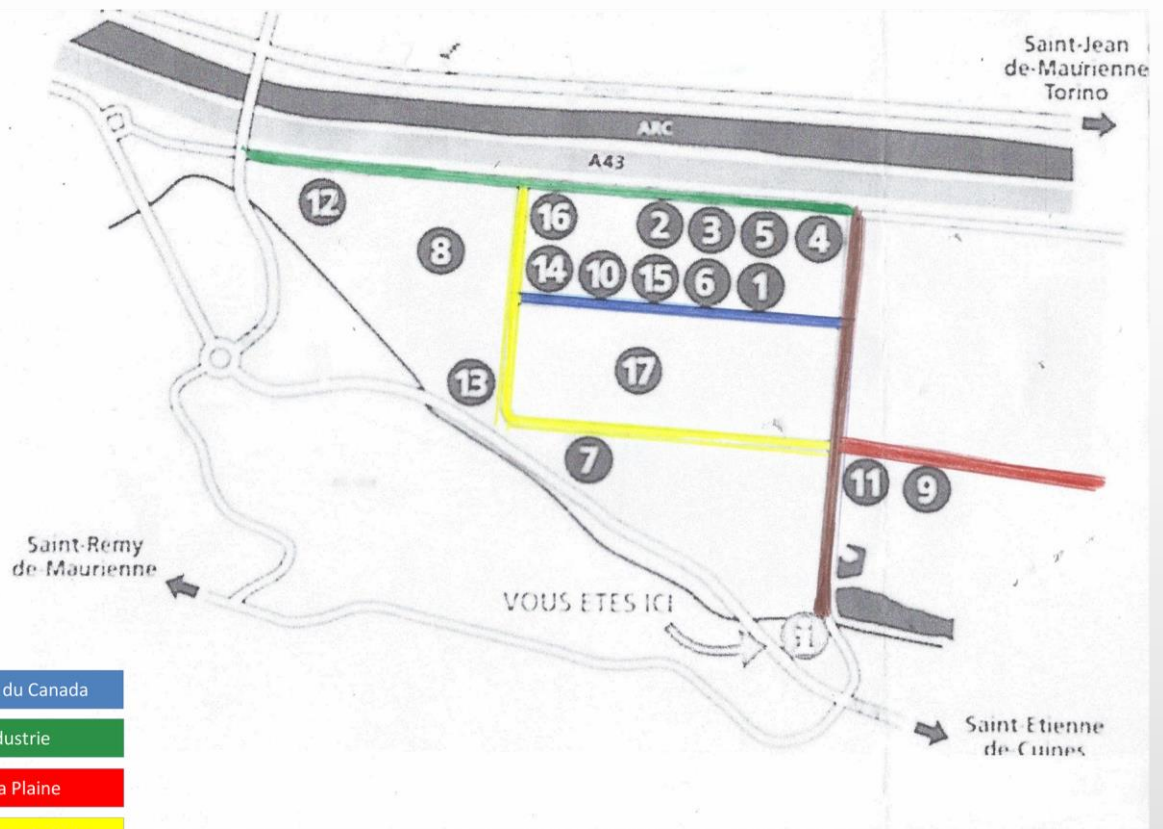 Saint-Jean
de-Maurienne
Torino
ARC
A43
12
8
16
2
3
5
4
14
10
15
6
1
13
17
7
11
9
Saint-Remy
de-Maurienne
VOUS ETES ICI
Saint-Etienne
de-Cuines
du Canada
dustrie
a Plaine